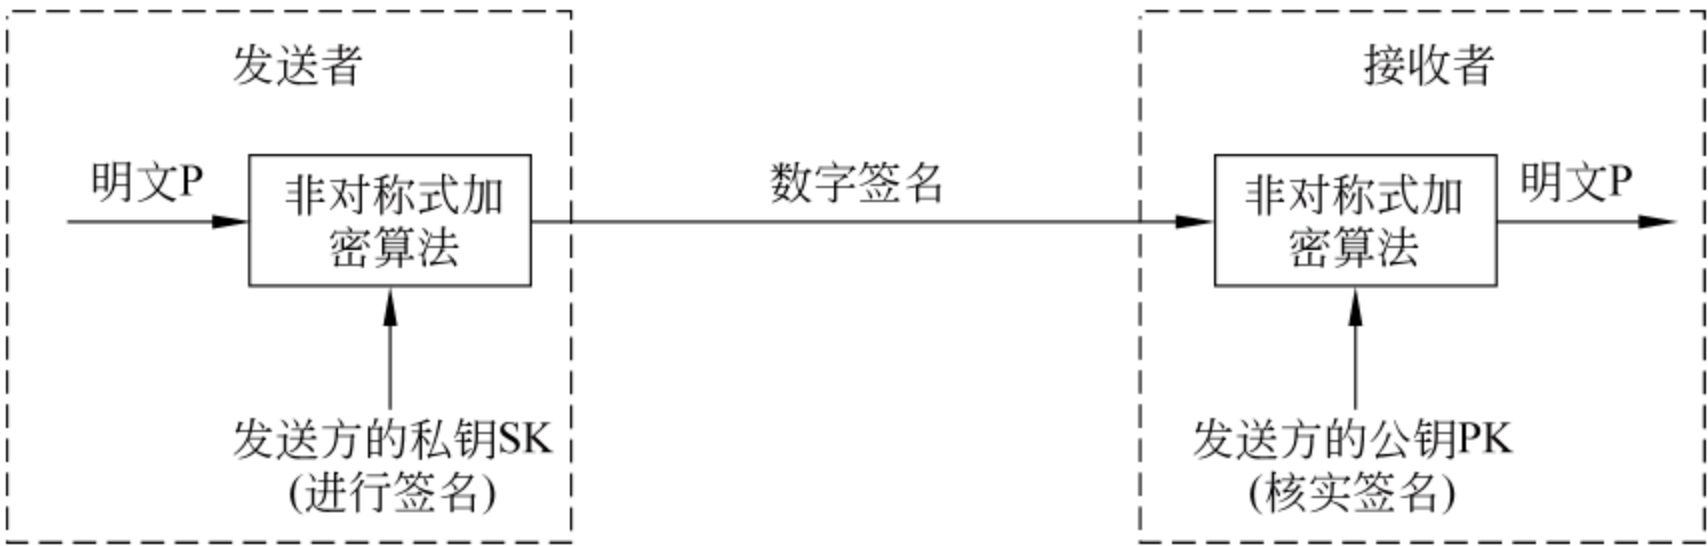 发送者
明文P
非对称式加
密算法
发送方的私钥SK
(进行签名)
数字签名
接收者
非对称式加
密算法
明文P
发送方的公钥PK
(核实签名)